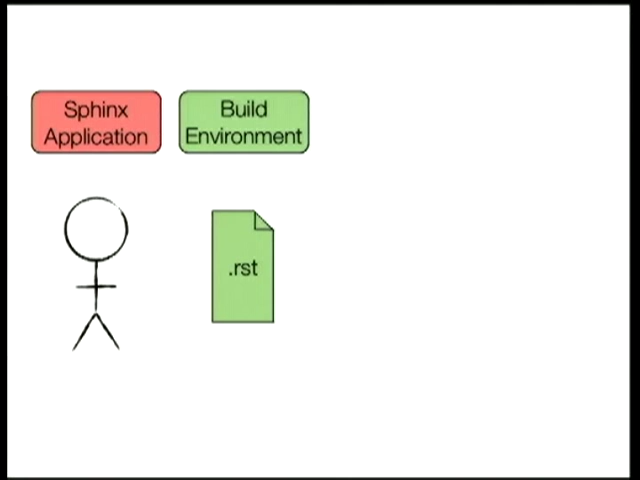 Sphinx
Application
Build
Environment
.rst